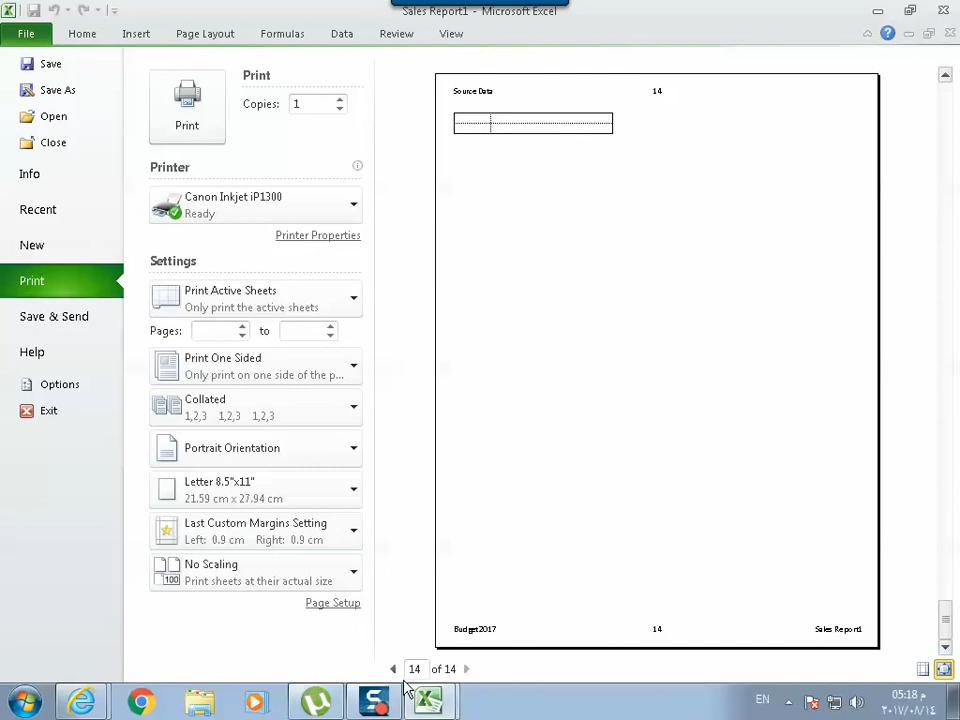 Sales Report1 - Microsoft Excel
File Home Insert Page Layout Formulas Data Review View
Save
Save As
Open
Close
Info
Recent
New
Print
Save & Send
Help
Options
Exit
Print
Print
Copies: 1
Printer
Canon Inkjet iP1300
Ready
Printer Properties
Settings
Print Active Sheets
Only print the active sheets
Pages: to
Print One Sided
Only print on one side of the p...
Collated
1,2,3 1,2,3 1,2,3
Portrait Orientation
Letter 8.5"x11"
21.59 cm x 27.94 cm
Last Custom Margins Setting
Left: 0.9 cm Right: 0.9 cm
No Scaling
Print sheets at their actual size
100
Page Setup
Source Data 14
Budget2017 14 Sales Report1
14 of 14
EN
05:18 م
٢٠١٧/٠٨/١٤